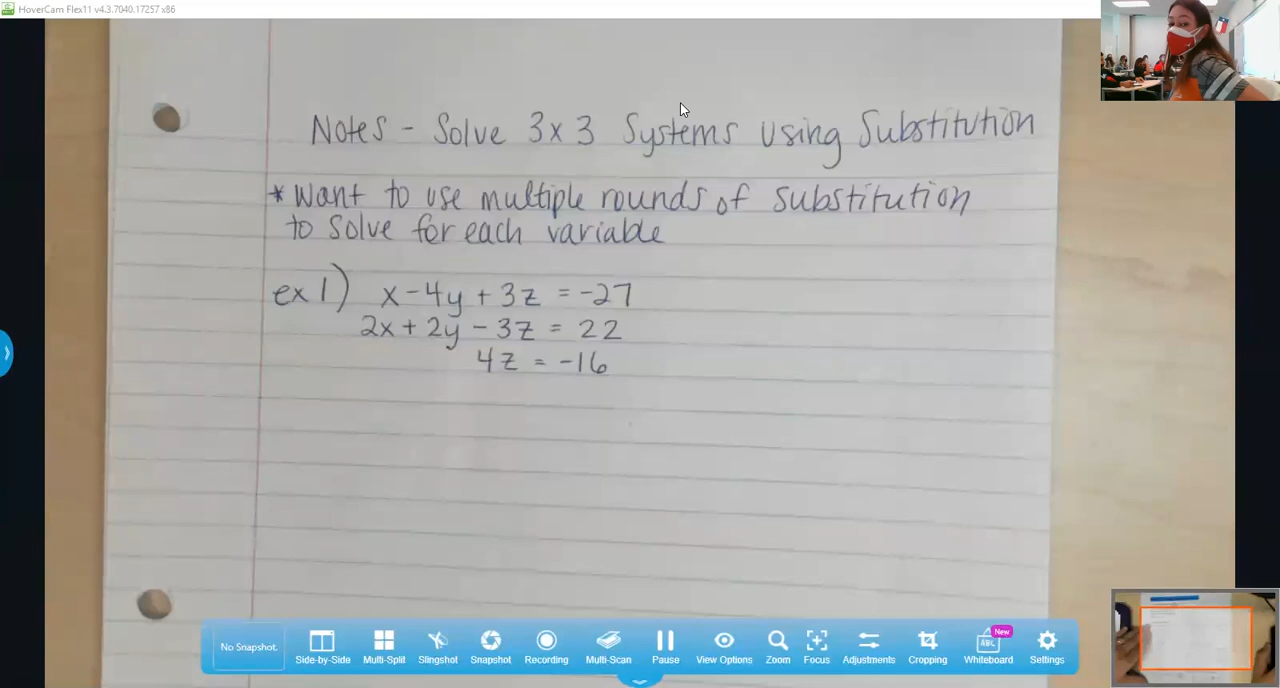 HoverCam Flex11 v4.3.7040.17257 x86
Notes - Solve 3x3 Systems using Substitution
* Want to use multiple rounds of substitution
to solve for each variable
ex 1) x - 4y + 3z = -27
2x + 2y - 3z = 22
4z = -16
No Snapshot.
Side-by-Side
Multi-Split
Slingshot
Snapshot
Recording
Multi-Scan
Pause
View Options
Zoom
Focus
Adjustments
Cropping
ABC
New
Whiteboard
Settings